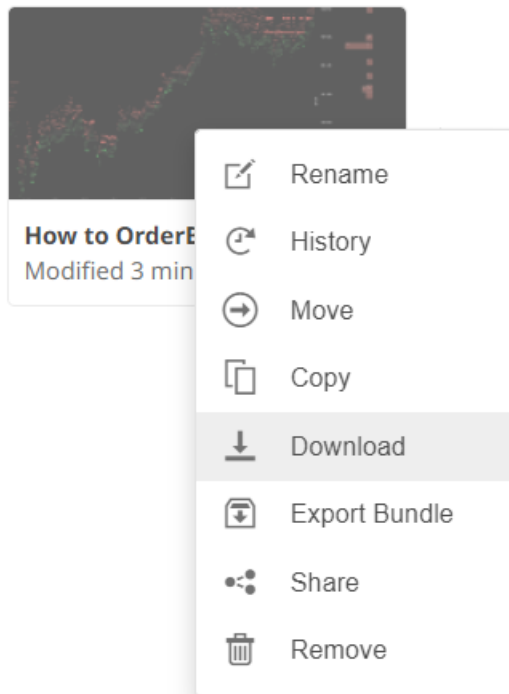 How to OrderB
Modified 3 min
Rename
History
Move
Copy
Download
Export Bundle
Share
Remove